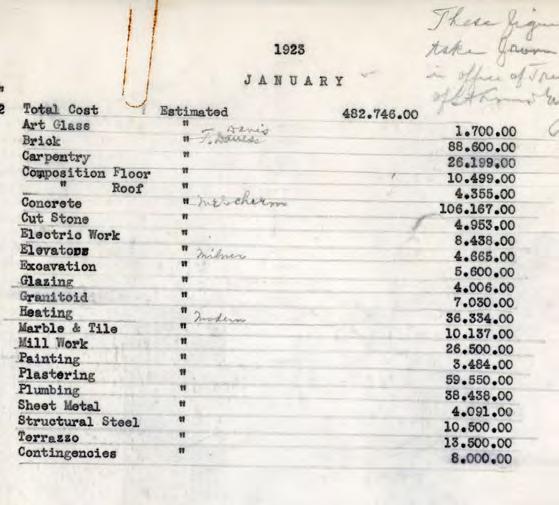 These
1923
take
JANUARY
in office of
"
2 Total Cost Estimated 482.746.00
Art Glass " 1.700.00
Davis
Brick " 88.600.00
Carpentry " 26.199.00
Composition Floor " 10.499.00
" Roof " 4.355.00
Concrete " 106.167.00
Cut Stone " 4.953.00
Electric Work " 8.438.00
Elevators " Milner 4.665.00
Excavation " 5.600.00
Glazing " 4.006.00
Granitoid " 7.030.00
Heating " Modern 36.334.00
Marble & Tile " 10.137.00
Mill Work " 26.500.00
Painting " 3.484.00
Plastering " 59.550.00
Plumbing " 38.438.00
Sheet Metal " 4.091.00
Structural Steel " 10.500.00
Terrazzo " 13.500.00
Contingencies " 8.000.00